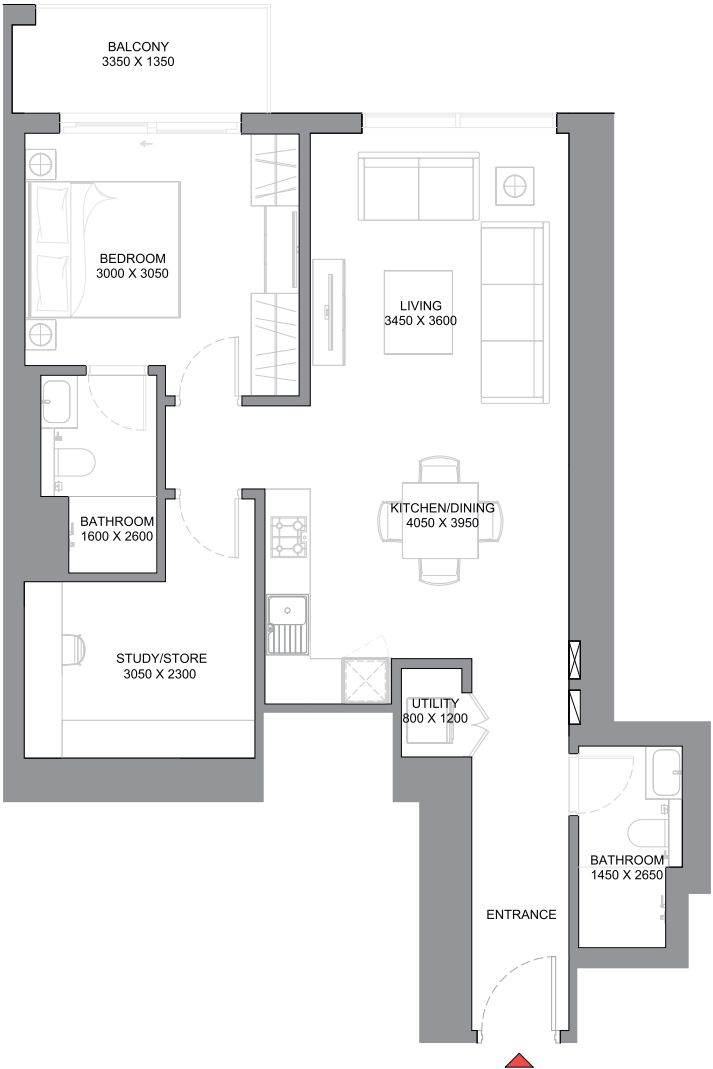 BALCONY
3350 X 1350
BEDROOM
3000 X 3050
LIVING
3450 X 3600
KITCHEN/DINING
4050 X 3950
BATHROOM
1600 X 2600
STUDY/STORE
3050 X 2300
UTILITY
800 X 1200
BATHROOM
1450 X 2650
ENTRANCE